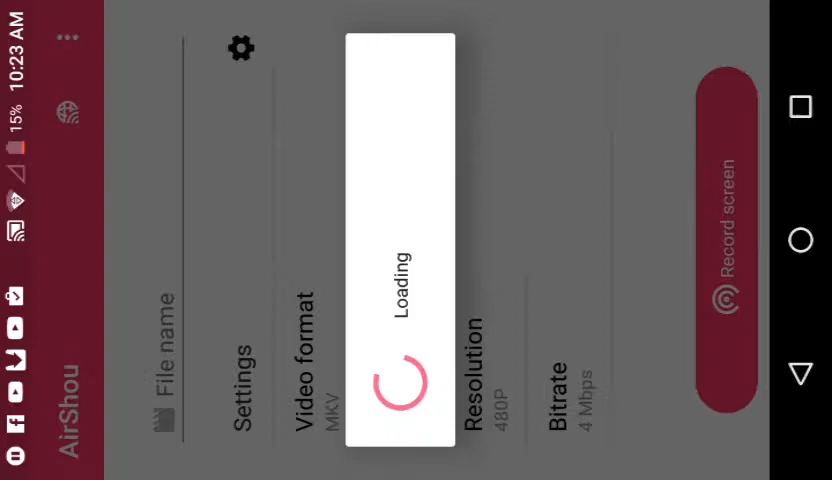 15% 10:23 AM
AirShou
File name
Settings
Video format
MKV
Loading
Resolution
480P
Bitrate
4 Mbps
Record screen